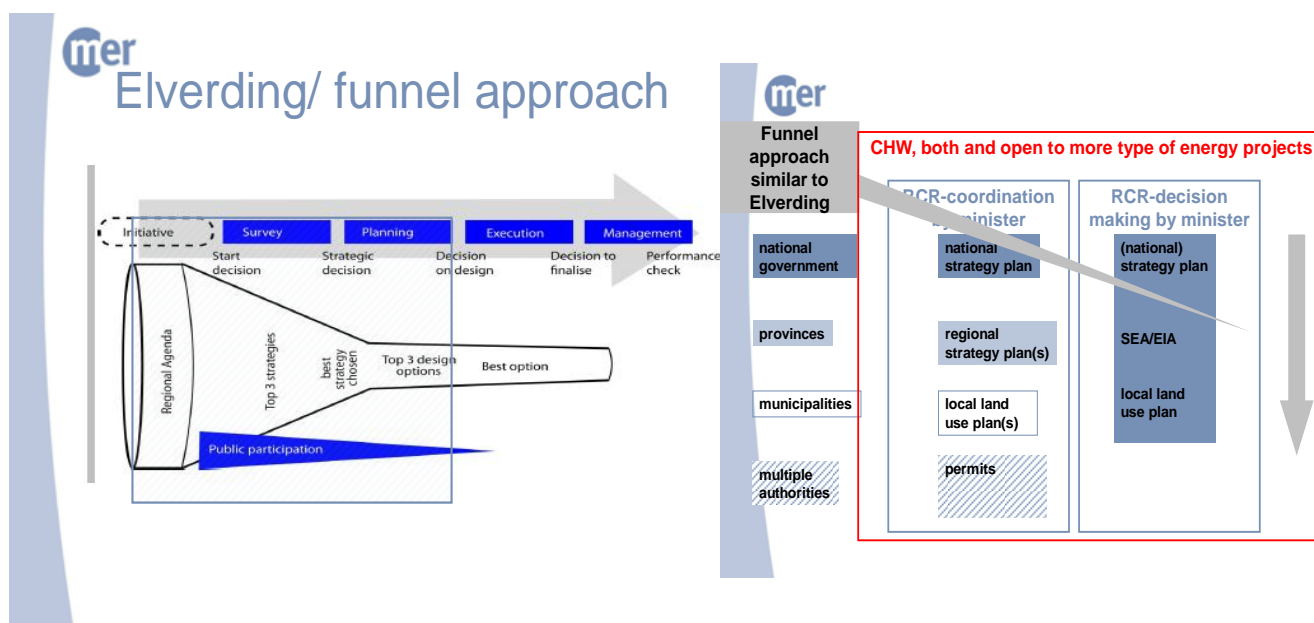 mer
Elverding/ funnel approach
Initiative
Survey
Planning
Execution
Management
Start
decision
Strategic
decision
Decision
on design
Decision to
finalise
Performance
check
Regional Agenda
Top 3 strategies
best
strategy
chosen
Top 3 design
options
Best option
Public participation
mer
Funnel
approach
similar to
Elverding
CHW, both and open to more type of energy projects
RCR-coordination
by minister
RCR-decision
making by minister
national
government
national
strategy plan
(national)
strategy plan
provinces
regional
strategy plan(s)
SEA/EIA
municipalities
local land
use plan(s)
local land
use plan
multiple
authorities
permits